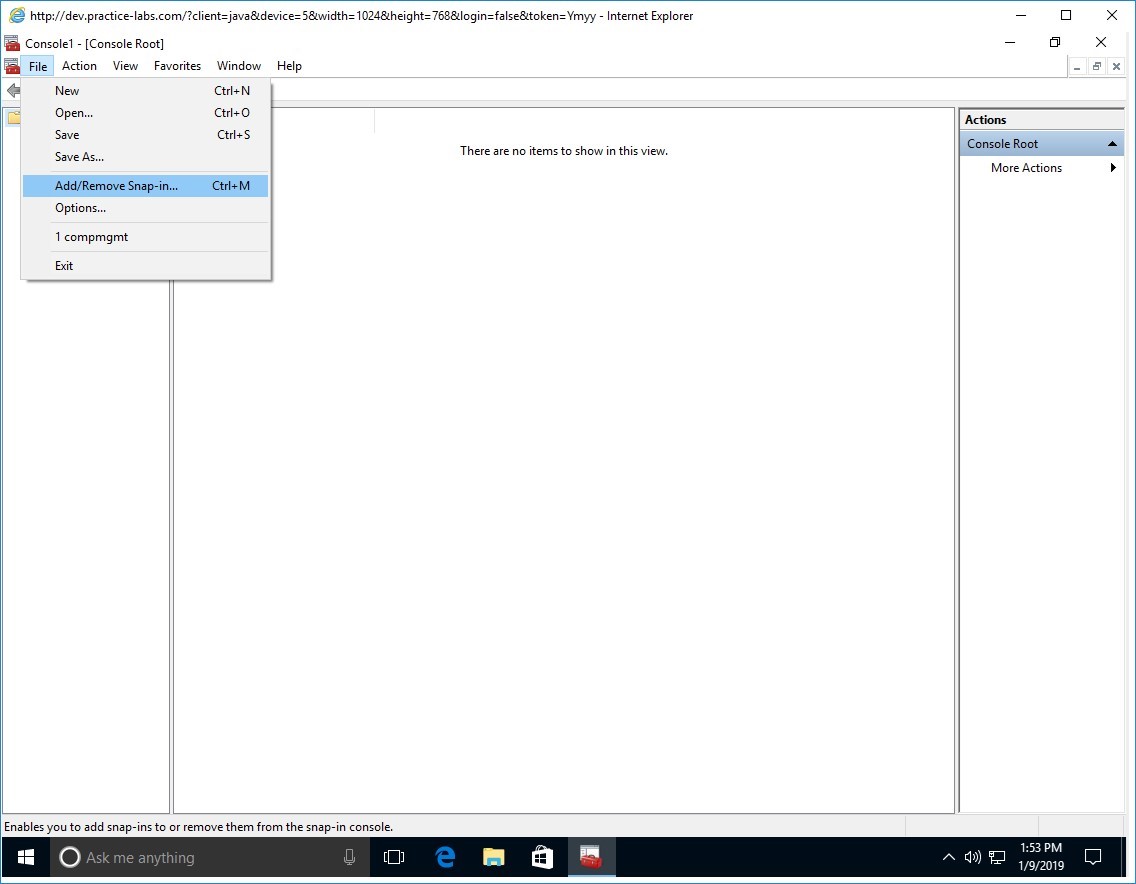 http://dev.practice-labs.com/?client=java&device=5&width=1024&height=768&login=false&token=Ymyy - Internet Explorer
Console1 - [Console Root]
File Action View Favorites Window Help
New Ctrl+N
Open... Ctrl+O
Save Ctrl+S
Save As...
Add/Remove Snap-in... Ctrl+M
Options...
1 compmgmt
Exit
There are no items to show in this view.
Actions
Console Root
More Actions
Enables you to add snap-ins to or remove them from the snap-in console.
Ask me anything
1:53 PM
1/9/2019